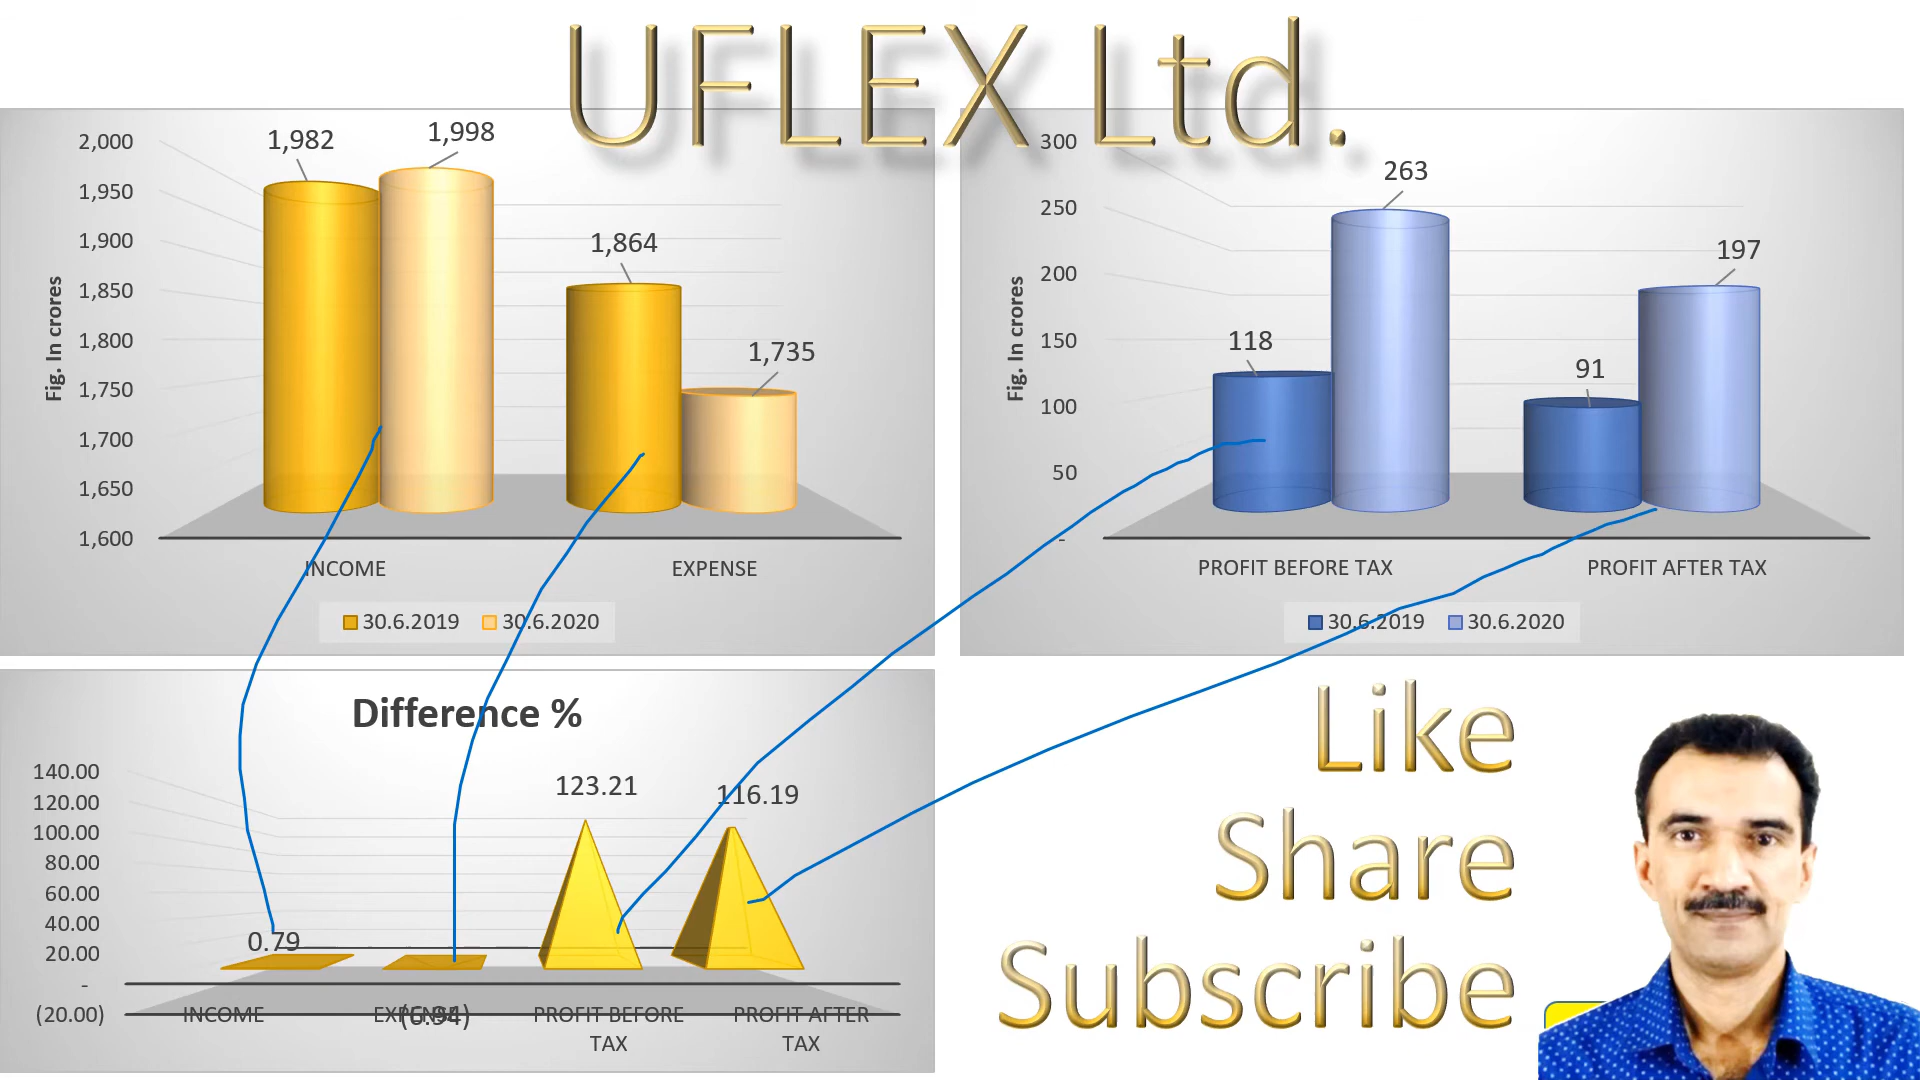 UFLEX Ltd.
2,000
1,950
1,900
1,850
1,800
1,750
1,700
1,650
1,600
Fig. In crores
1,982
1,998
1,864
1,735
INCOME
EXPENSE
30.6.2019
30.6.2020
300
250
200
150
100
50
-
Fig. In crores
118
263
91
197
PROFIT BEFORE TAX
PROFIT AFTER TAX
30.6.2019
30.6.2020
Difference %
140.00
120.00
100.00
80.00
60.00
40.00
20.00
-
(20.00)
0.79
(6.94)
123.21
116.19
INCOME
EXPENSE
PROFIT BEFORE
TAX
PROFIT AFTER
TAX
Like
Share
Subscribe